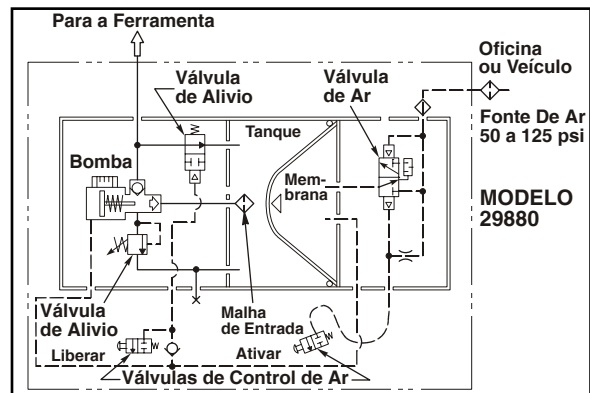 Para a Ferramenta
Oficina
ou Veículo
Válvula
de Alivio
Válvula
de Ar
Fonte De Ar
50 a 125 psi
Tanque
Bomba
Mem-
brana
MODELO
29880
Válvula
de Alivio
Malha
de Entrada
Liberar
Ativar
Válvulas de Control de Ar